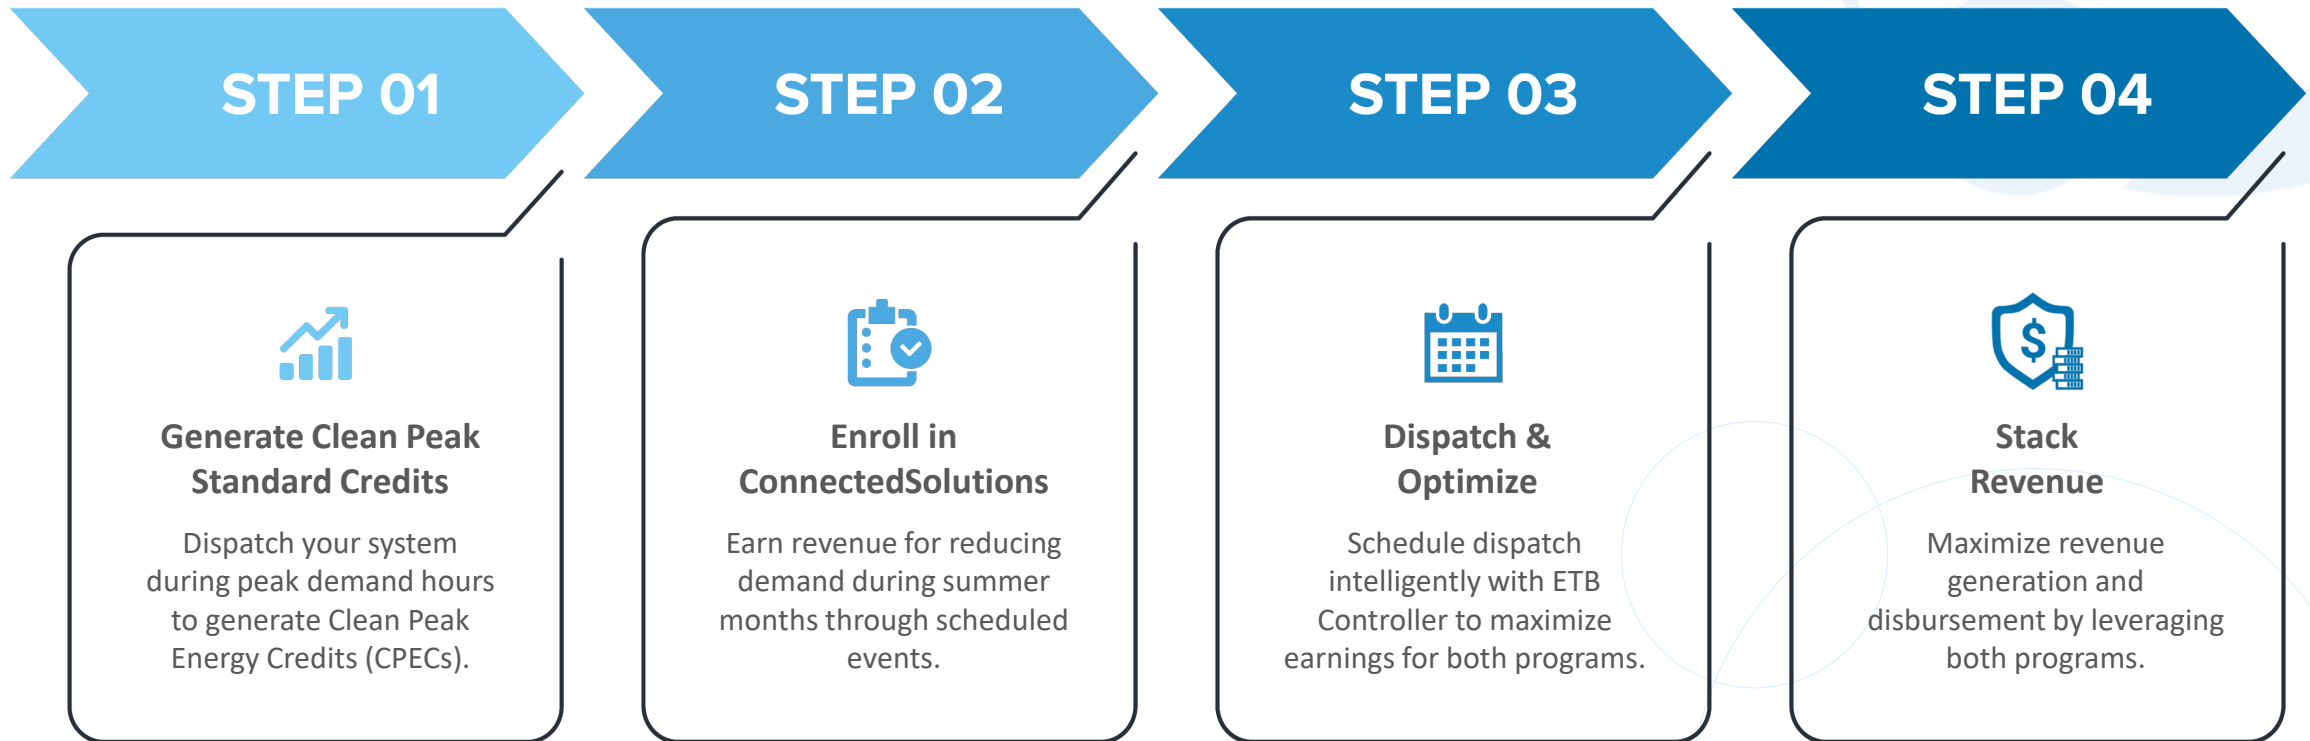 STEP 01
Generate Clean Peak
Standard Credits
Dispatch your system
during peak demand hours
to generate Clean Peak
Energy Credits (CPECs).
STEP 02
Enroll in
ConnectedSolutions
Earn revenue for reducing
demand during summer
months through scheduled
events.
STEP 03
Dispatch &
Optimize
Schedule dispatch
intelligently with ETB
Controller to maximize
earnings for both programs.
STEP 04
$
Stack
Revenue
Maximize revenue
generation and
disbursement by leveraging
both programs.